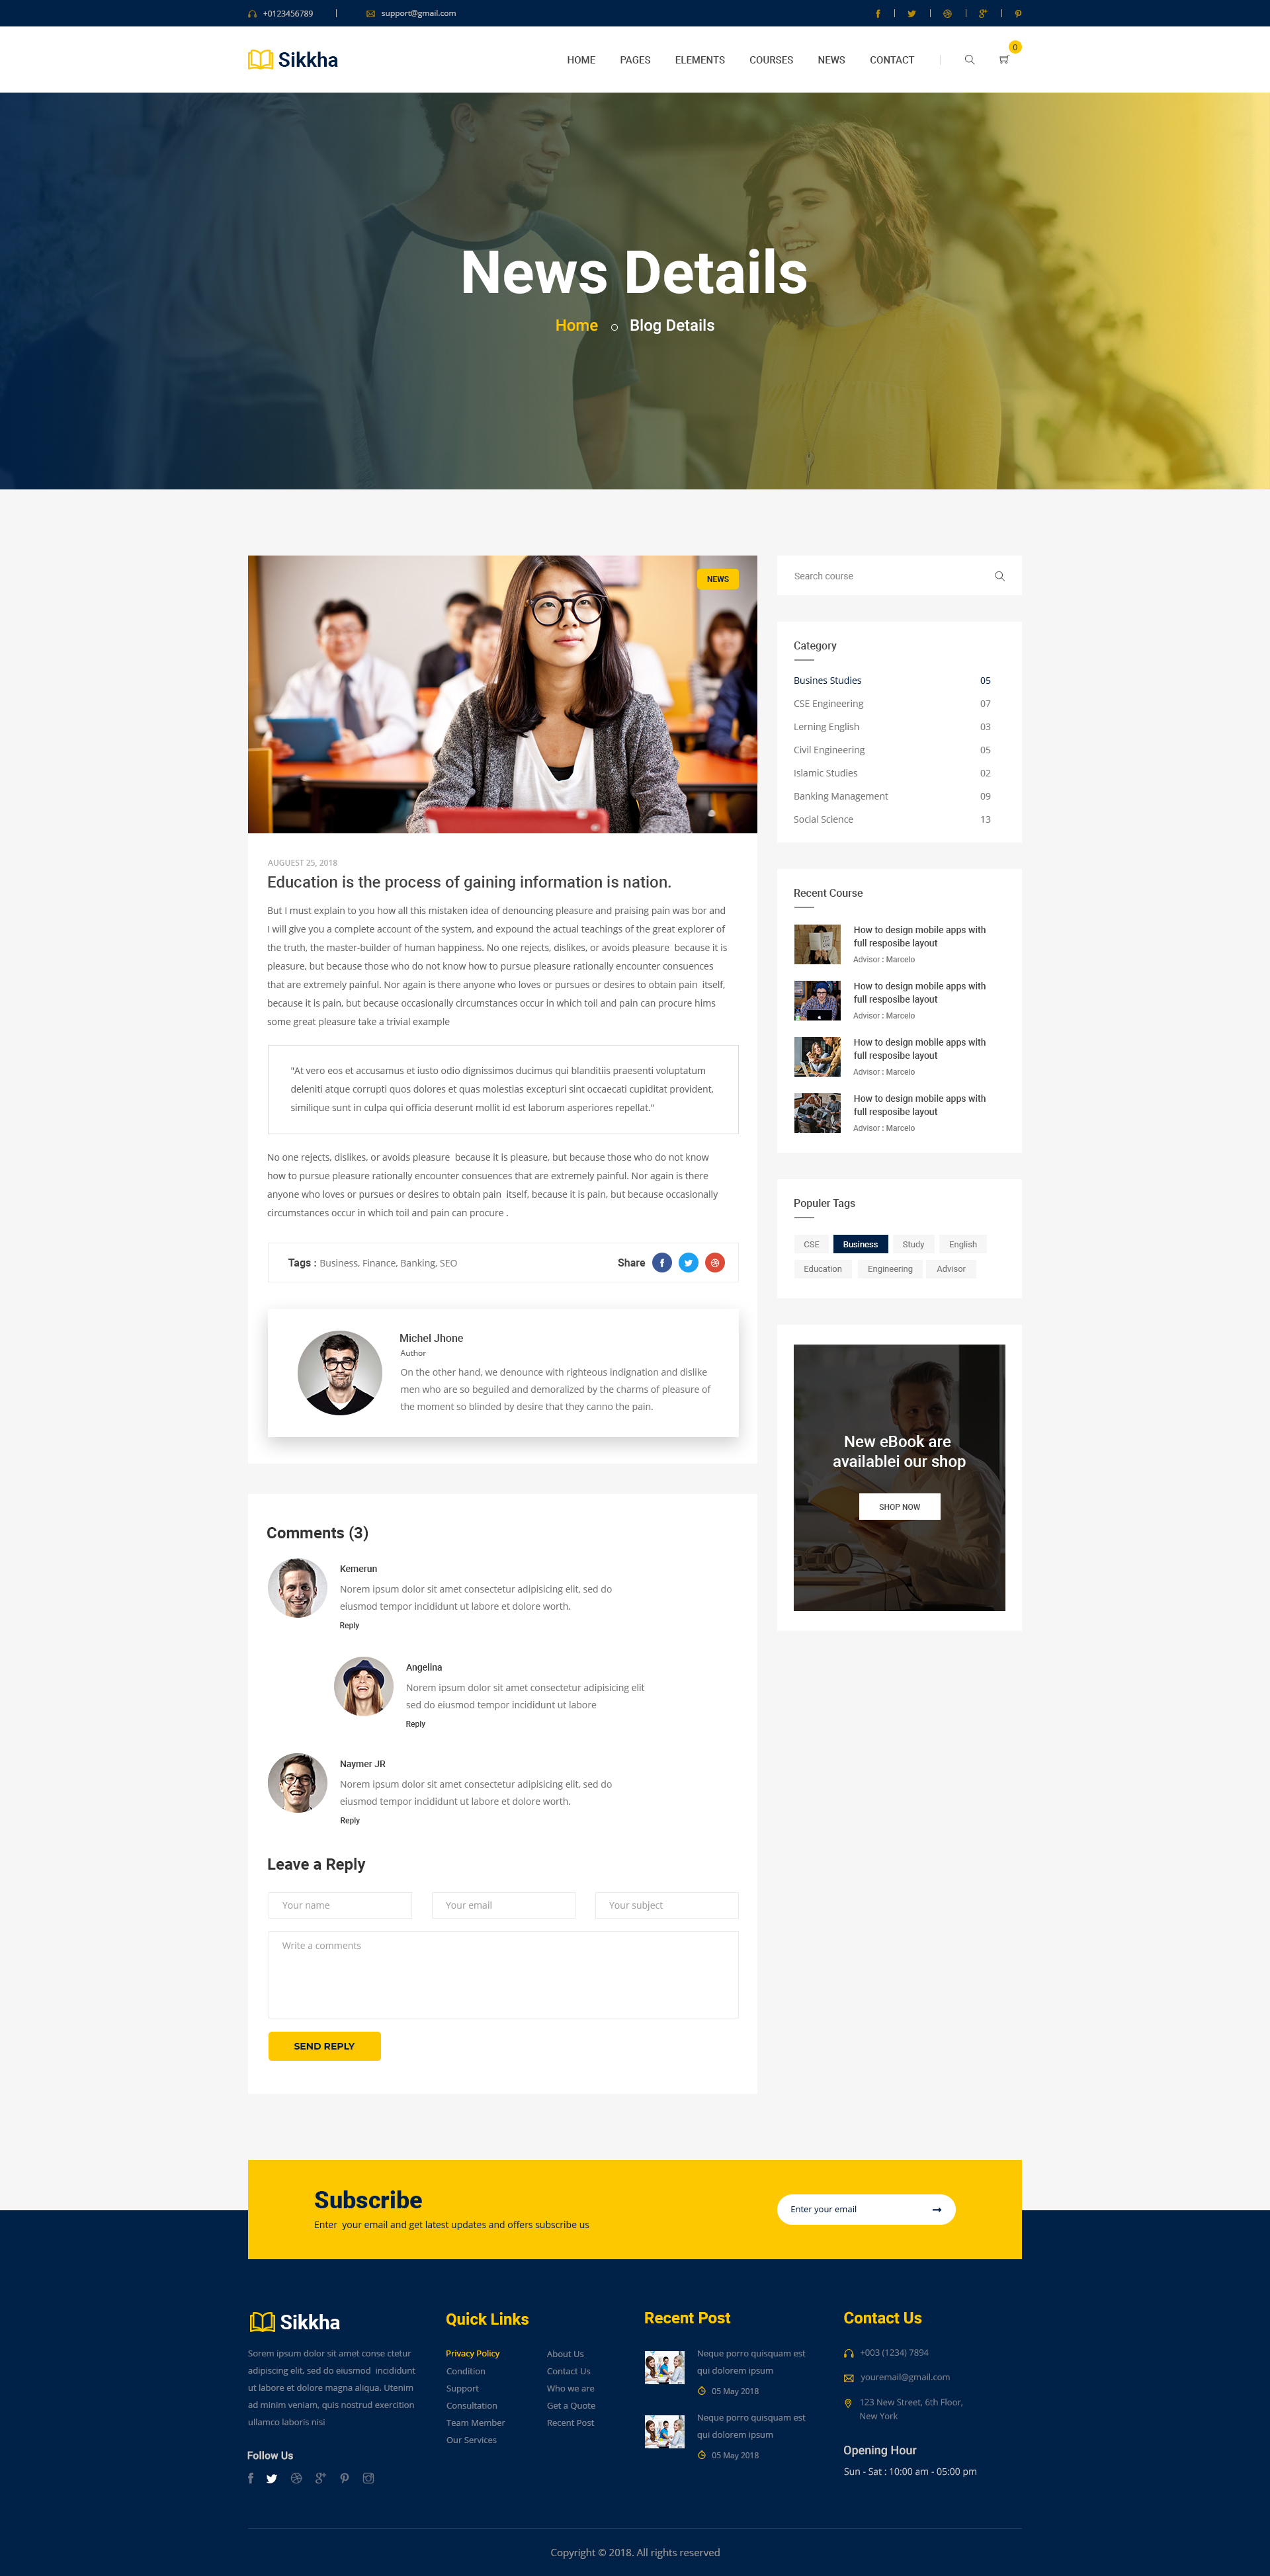 +0123456789
support@gmail.com
Sikkha
HOME
PAGES
ELEMENTS
COURSES
NEWS
CONTACT
0
News Details
Home
Blog Details
NEWS
AUGUEST 25, 2018
Education is the process of gaining information is nation.
But I must explain to you how all this mistaken idea of denouncing pleasure and praising pain was bor and
I will give you a complete account of the system, and expound the actual teachings of the great explorer of
the truth, the master-builder of human happiness. No one rejects, dislikes, or avoids pleasure because it is
pleasure, but because those who do not know how to pursue pleasure rationally encounter consuences
that are extremely painful. Nor again is there anyone who loves or pursues or desires to obtain pain itself,
because it is pain, but because occasionally circumstances occur in which toil and pain can procure hims
some great pleasure take a trivial example
"At vero eos et accusamus et iusto odio dignissimos ducimus qui blanditiis praesenti voluptatum
deleniti atque corrupti quos dolores et quas molestias excepturi sint occaecati cupiditat provident,
similique sunt in culpa qui officia deserunt mollit id est laborum asperiores repellat."
No one rejects, dislikes, or avoids pleasure because it is pleasure, but because those who do not know
how to pursue pleasure rationally encounter consuences that are extremely painful. Nor again is there
anyone who loves or pursues or desires to obtain pain itself, because it is pain, but because occasionally
circumstances occur in which toil and pain can procure .
Tags : Business, Finance, Banking, SEO
Share
Michel Jhone
Author
On the other hand, we denounce with righteous indignation and dislike
men who are so beguiled and demoralized by the charms of pleasure of
the moment so blinded by desire that they canno the pain.
Comments (3)
Kemerun
Norem ipsum dolor sit amet consectetur adipisicing elit, sed do
eiusmod tempor incididunt ut labore et dolore worth.
Reply
Angelina
Norem ipsum dolor sit amet consectetur adipisicing elit
sed do eiusmod tempor incididunt ut labore
Reply
Naymer JR
Norem ipsum dolor sit amet consectetur adipisicing elit, sed do
eiusmod tempor incididunt ut labore et dolore worth.
Reply
Leave a Reply
Your name
Your email
Your subject
Write a comments
SEND REPLY
Search course
Category
Busines Studies 05
CSE Engineering 07
Lerning English 03
Civil Engineering 05
Islamic Studies 02
Banking Management 09
Social Science 13
Recent Course
How to design mobile apps with
full resposibe layout
Advisor : Marcelo
How to design mobile apps with
full resposibe layout
Advisor : Marcelo
How to design mobile apps with
full resposibe layout
Advisor : Marcelo
How to design mobile apps with
full resposibe layout
Advisor : Marcelo
Populer Tags
CSE
Business
Study
English
Education
Engineering
Advisor
New eBook are
availablei our shop
SHOP NOW
Subscribe
Enter your email and get latest updates and offers subscribe us
Enter your email
Sikkha
Sorem ipsum dolor sit amet conse ctetur
adipiscing elit, sed do eiusmod incididunt
ut labore et dolore magna aliqua. Utenim
ad minim veniam, quis nostrud exercition
ullamco laboris nisi
Follow Us
Quick Links
Privacy Policy
Condition
Support
Consultation
Team Member
Our Services
About Us
Contact Us
Who we are
Get a Quote
Recent Post
Recent Post
Neque porro quisquam est
qui dolorem ipsum
05 May 2018
Neque porro quisquam est
qui dolorem ipsum
05 May 2018
Contact Us
+003 (1234) 7894
youremail@gmail.com
123 New Street, 6th Floor,
New York
Opening Hour
Sun - Sat : 10:00 am - 05:00 pm
Copyright © 2018. All rights reserved